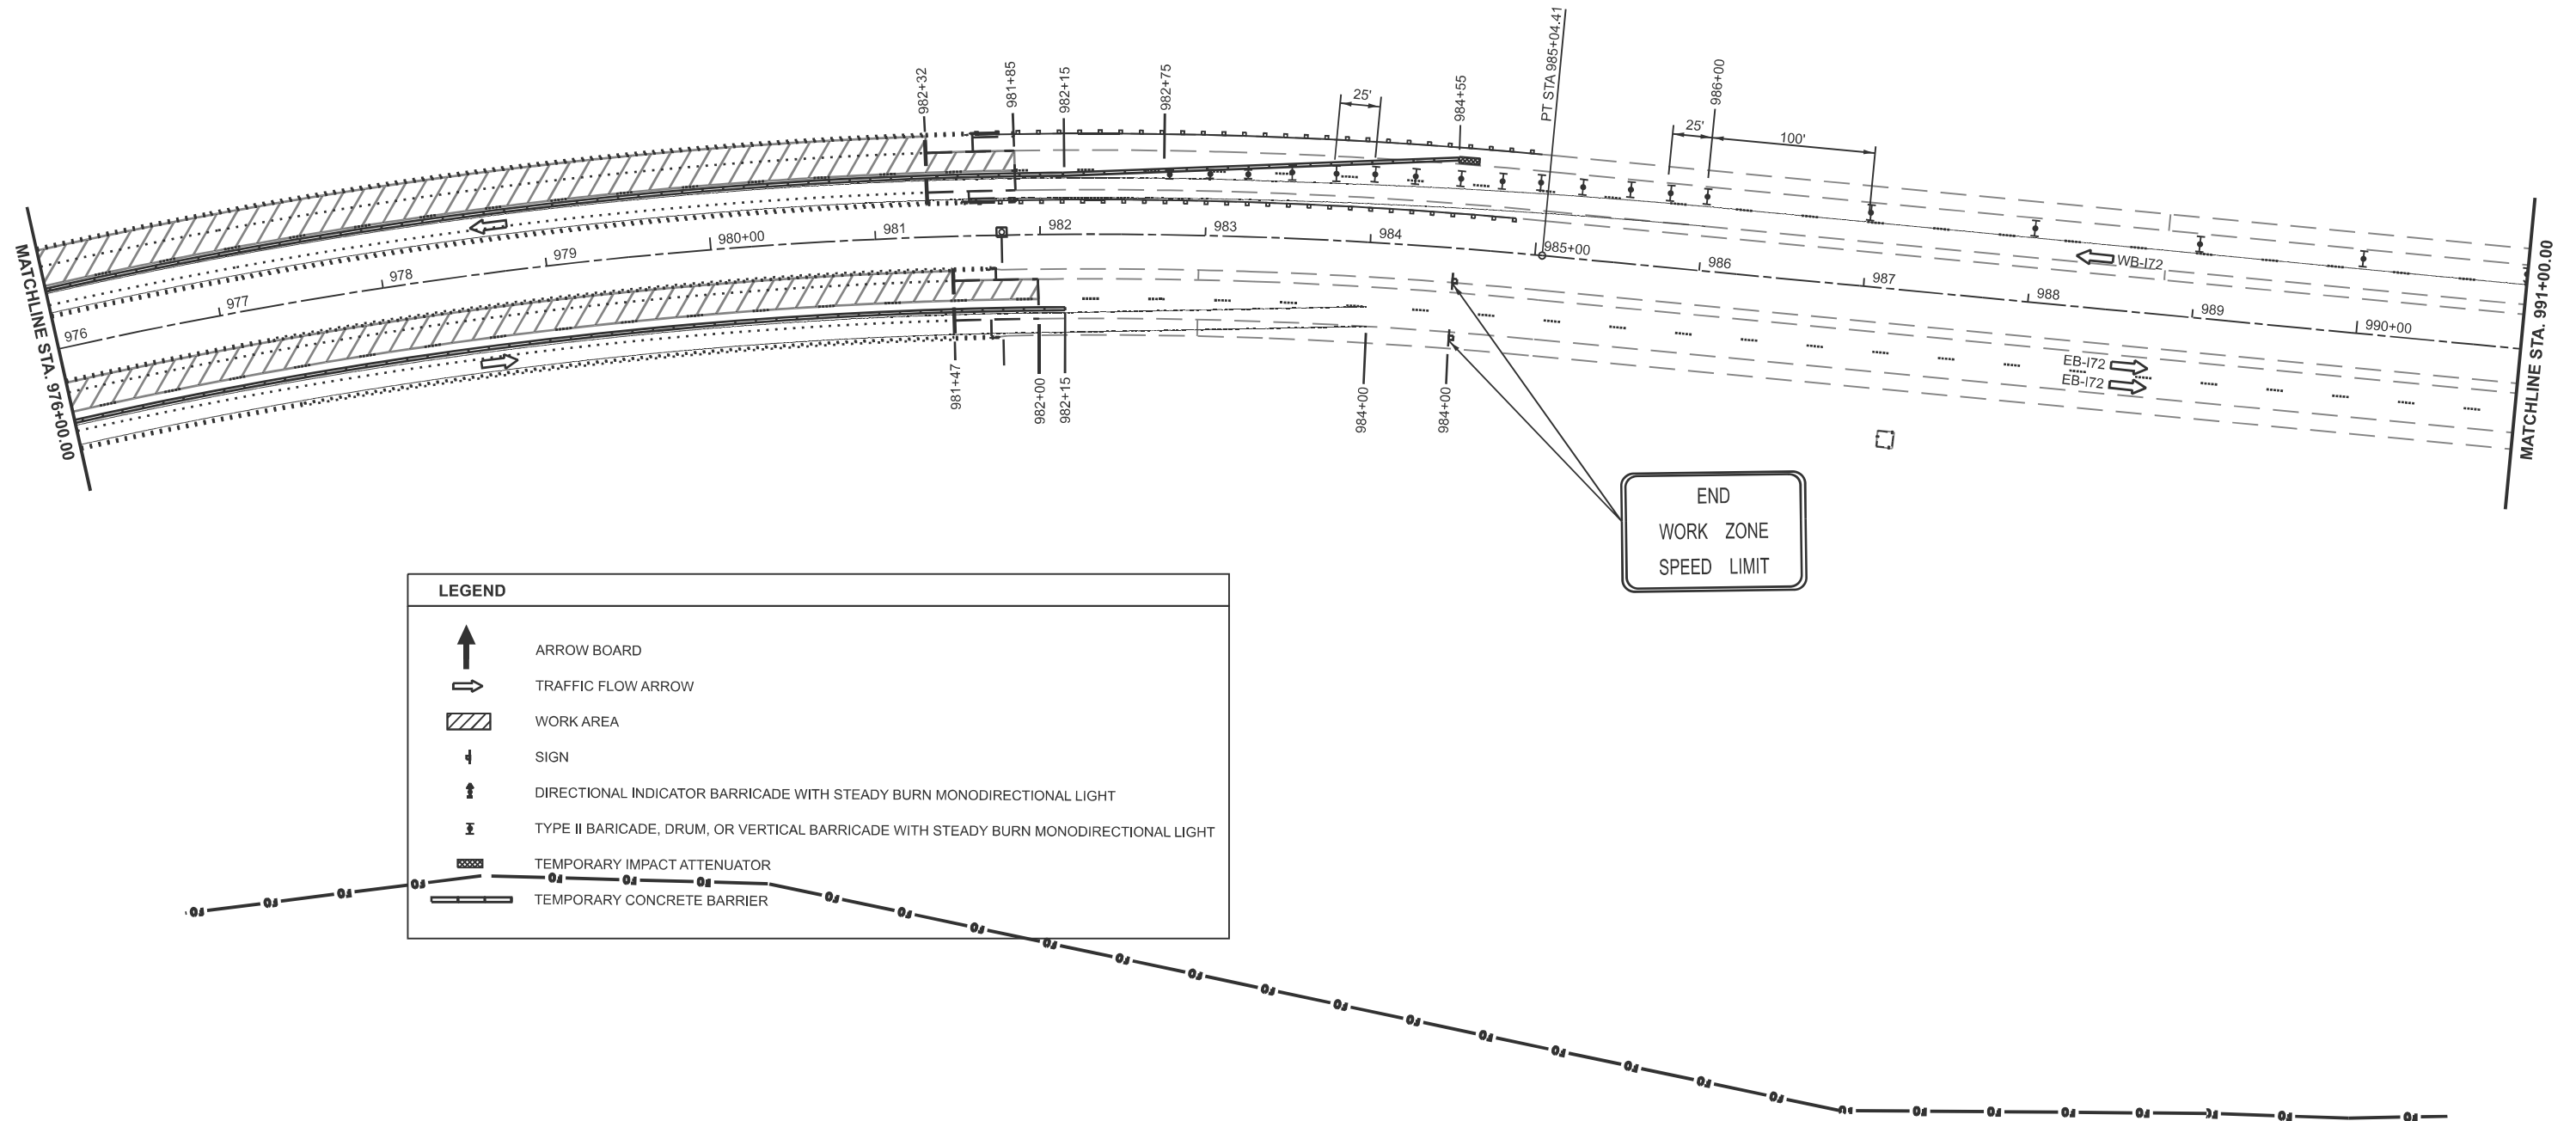 982+32
981+85
982+15
982+75
25'
984+55
PT STA 985+04.41
25'
986+00
100'
MATCHLINE STA. 976+00.00
976
977
978
979
980+00
981
982
983
984
985+00
986
987
988
989
990+00
WB-I72
EB-I72
EB-I72
MATCHLINE STA. 991+00.00
981+47
982+00
982+15
984+00
984+00
END
WORK ZONE
SPEED LIMIT
LEGEND
ARROW BOARD
TRAFFIC FLOW ARROW
WORK AREA
SIGN
DIRECTIONAL INDICATOR BARRICADE WITH STEADY BURN MONODIRECTIONAL LIGHT
TYPE II BARICADE, DRUM, OR VERTICAL BARRICADE WITH STEADY BURN MONODIRECTIONAL LIGHT
TEMPORARY IMPACT ATTENUATOR
TEMPORARY CONCRETE BARRIER